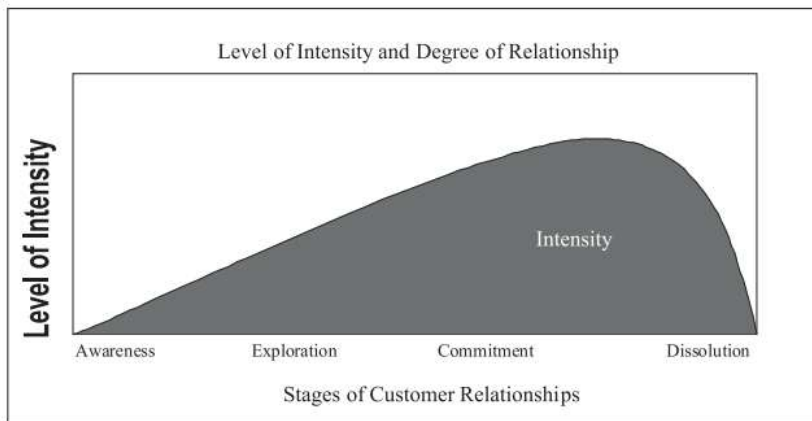 Level of Intensity and Degree of Relationship
Level of Intensity
Intensity
Awareness Exploration Commitment Dissolution
Stages of Customer Relationships